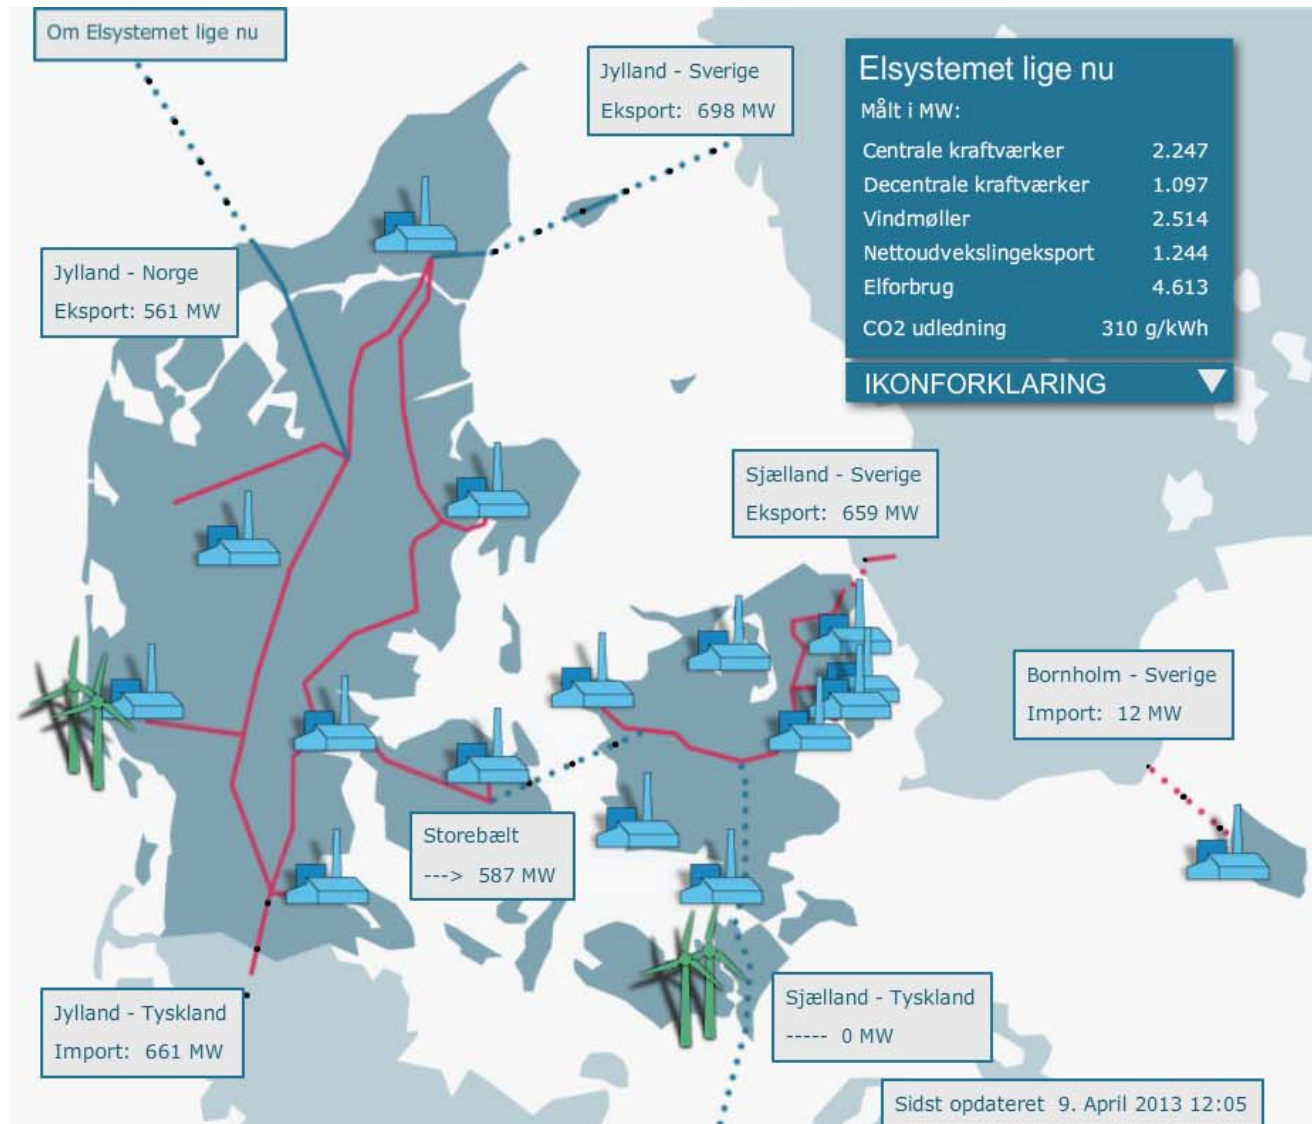 Om Elsystemet lige nu
Jylland - Sverige
Eksport: 698 MW
Elsystemet lige nu
Målt i MW:
Centrale kraftværker 2.247
Decentrale kraftværker 1.097
Vindmøller 2.514
Nettoudvekslingeksport 1.244
Elforbrug 4.613
CO2 udledning 310 g/kWh
IKONFORKLARING
Jylland - Norge
Eksport: 561 MW
Sjælland - Sverige
Eksport: 659 MW
Bornholm - Sverige
Import: 12 MW
Storebælt
---> 587 MW
Jylland - Tyskland
Import: 661 MW
Sjælland - Tyskland
----- 0 MW
Sidst opdateret 9. April 2013 12:05